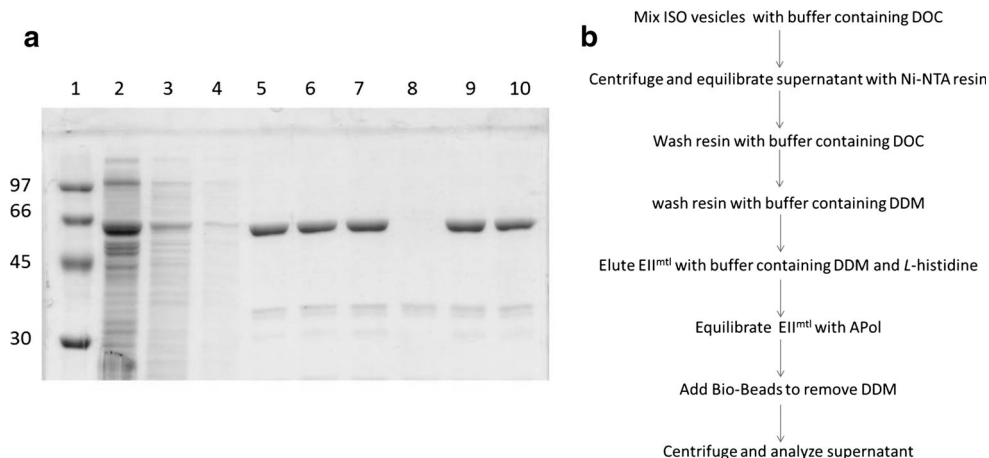 a
1 2 3 4 5 6 7 8 9 10
97
66
45
30
b
Mix ISO vesicles with buffer containing DOC
Centrifuge and equilibrate supernatant with Ni-NTA resin
Wash resin with buffer containing DOC
wash resin with buffer containing DDM
Elute EIIᵐᵗˡ with buffer containing DDM and L-histidine
Equilibrate EIIᵐᵗˡ with APol
Add Bio-Beads to remove DDM
Centrifuge and analyze supernatant